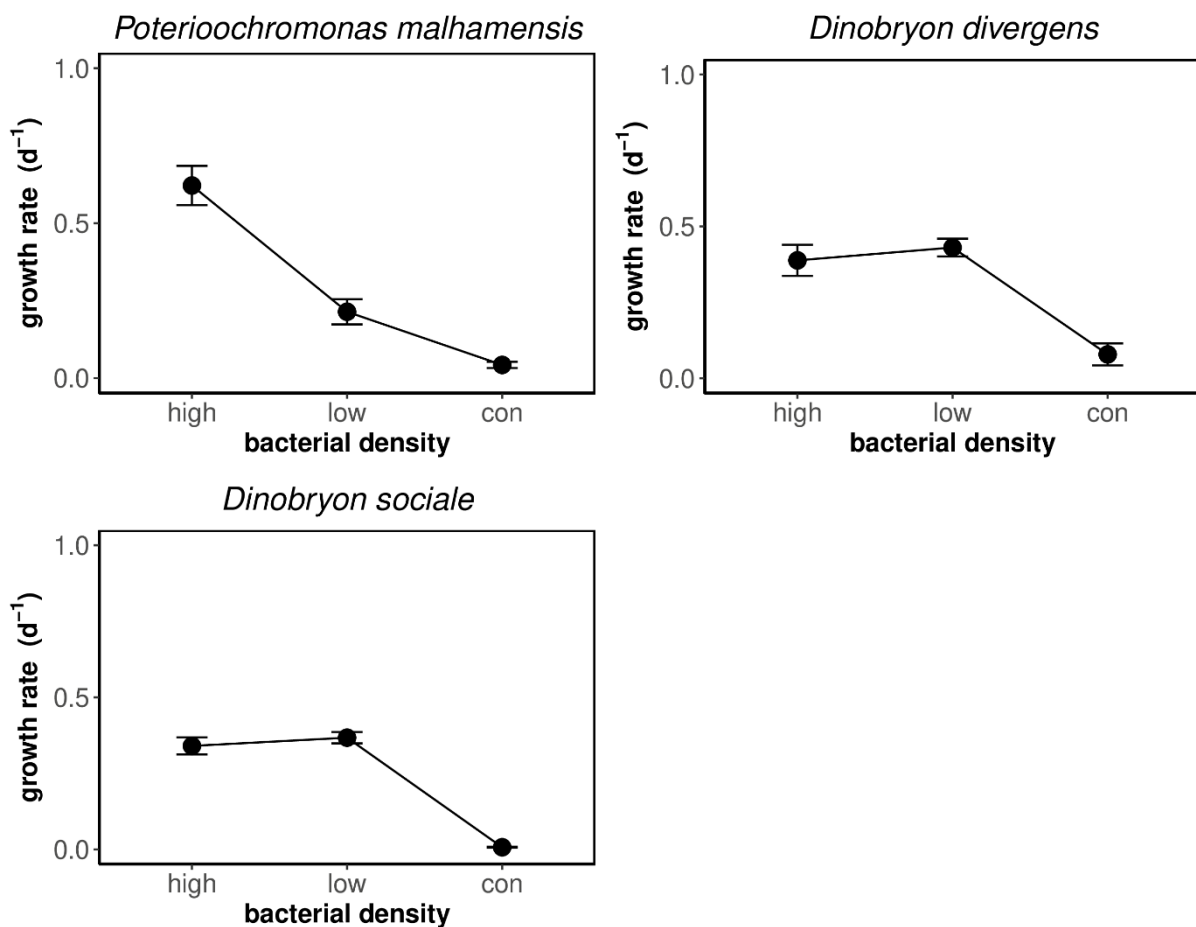 Poterioochromonas malhamensis
1.0
0.5
0.0
growth rate (d⁻¹)
high low con
bacterial density
Dinobryon divergens
1.0
0.5
0.0
growth rate (d⁻¹)
high low con
bacterial density
Dinobryon sociale
1.0
0.5
0.0
growth rate (d⁻¹)
high low con
bacterial density